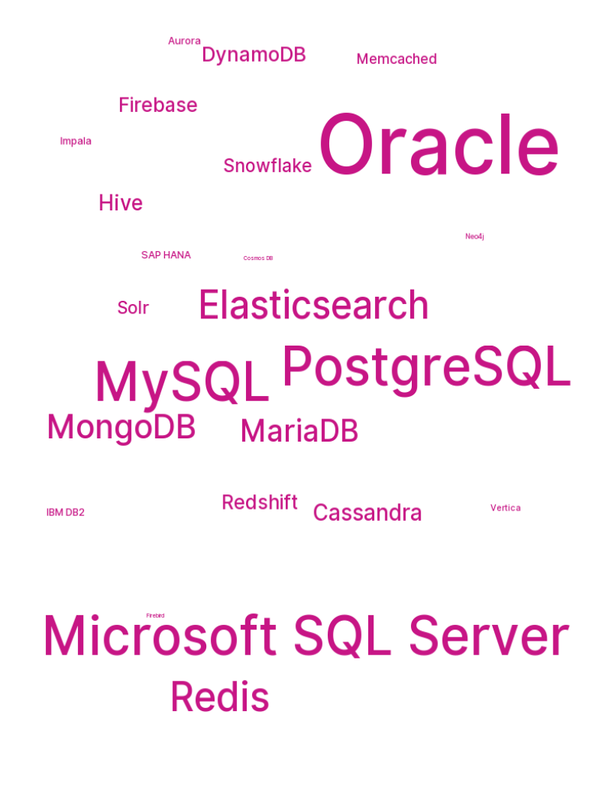 Aurora
DynamoDB
Memcached
Firebase
Oracle
Impala
Snowflake
Hive
Neo4j
SAP HANA
Cosmos DB
Elasticsearch
Solr
PostgreSQL
MySQL
MongoDB
MariaDB
Redshift
Cassandra
Vertica
IBM DB2
Firebird
Microsoft SQL Server
Redis